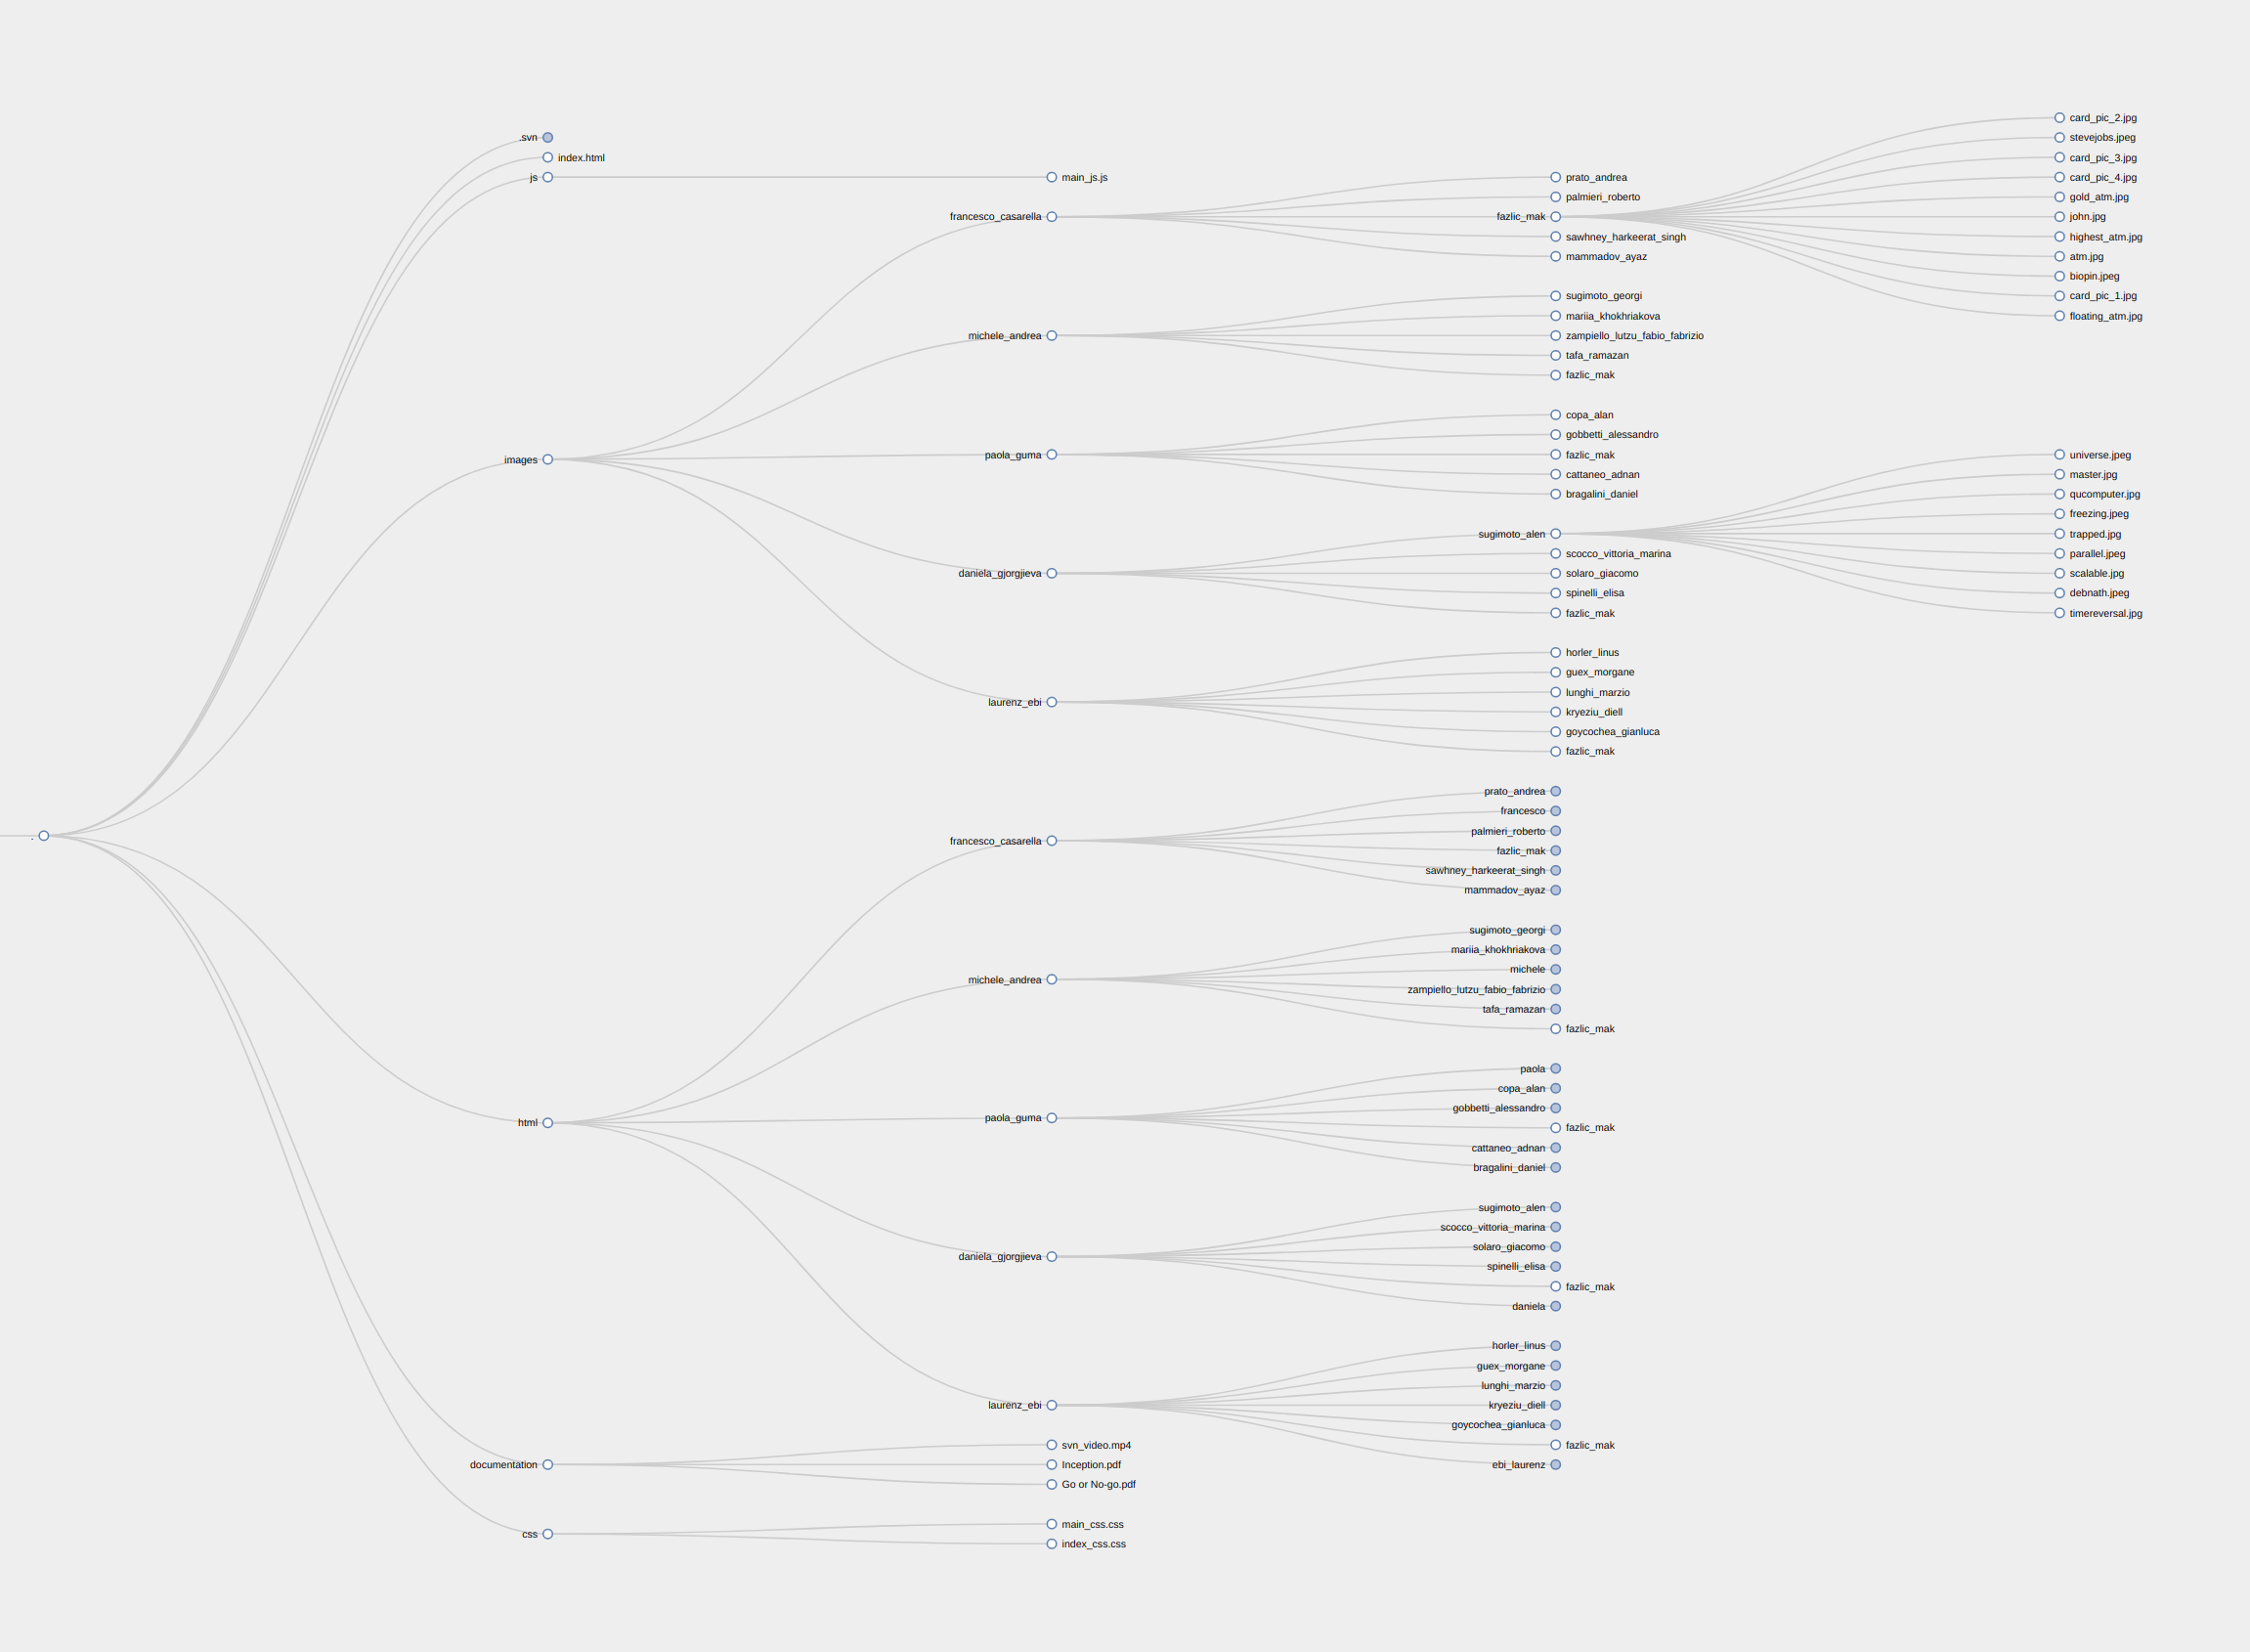 .
.svn
index.html
js
main_js.js
images
francesco_casarella
prato_andrea
palmieri_roberto
fazlic_mak
card_pic_2.jpg
stevejobs.jpeg
card_pic_3.jpg
card_pic_4.jpg
gold_atm.jpg
john.jpg
highest_atm.jpg
atm.jpg
biopin.jpeg
card_pic_1.jpg
floating_atm.jpg
sawhney_harkeerat_singh
mammadov_ayaz
michele_andrea
sugimoto_georgi
mariia_khokhriakova
zampiello_lutzu_fabio_fabrizio
tafa_ramazan
fazlic_mak
paola_guma
copa_alan
gobbetti_alessandro
fazlic_mak
cattaneo_adnan
bragalini_daniel
daniela_gjorgjieva
sugimoto_alen
universe.jpeg
master.jpg
qucomputer.jpg
freezing.jpeg
trapped.jpg
parallel.jpeg
scalable.jpg
debnath.jpeg
timereversal.jpg
scocco_vittoria_marina
solaro_giacomo
spinelli_elisa
fazlic_mak
laurenz_ebi
horler_linus
guex_morgane
lunghi_marzio
kryeziu_diell
goycochea_gianluca
fazlic_mak
html
francesco_casarella
prato_andrea
francesco
palmieri_roberto
fazlic_mak
sawhney_harkeerat_singh
mammadov_ayaz
michele_andrea
sugimoto_georgi
mariia_khokhriakova
michele
zampiello_lutzu_fabio_fabrizio
tafa_ramazan
fazlic_mak
paola_guma
paola
copa_alan
gobbetti_alessandro
fazlic_mak
cattaneo_adnan
bragalini_daniel
daniela_gjorgjieva
sugimoto_alen
scocco_vittoria_marina
solaro_giacomo
spinelli_elisa
fazlic_mak
daniela
laurenz_ebi
horler_linus
guex_morgane
lunghi_marzio
kryeziu_diell
goycochea_gianluca
fazlic_mak
ebi_laurenz
documentation
svn_video.mp4
Inception.pdf
Go or No-go.pdf
css
main_css.css
index_css.css